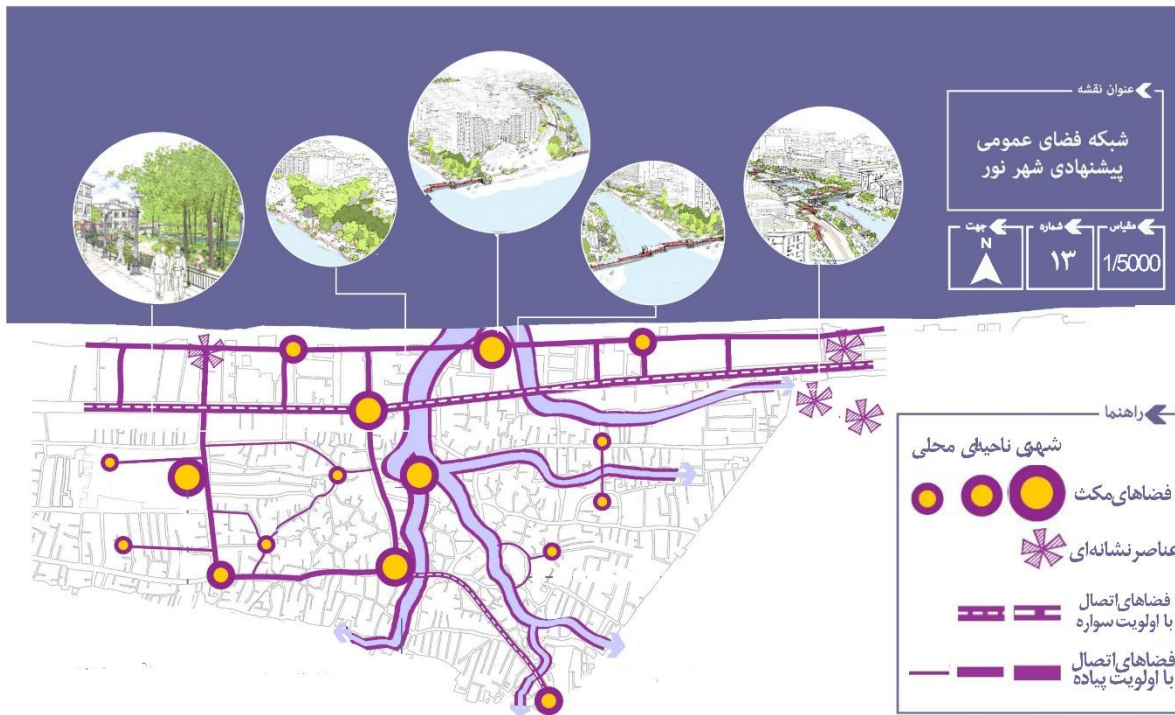 عنوان نقشه
شبکه فضای عمومی
پیشنهادی شهر نور
مقیاس
1/5000
شماره
۱۳
جهت
N
راهنما
شهری ناحیه‌ای محلی
فضاهای مکث
عناصر نشانه‌ای
فضاهای اتصال
با اولویت سواره
فضاهای اتصال
با اولویت پیاده